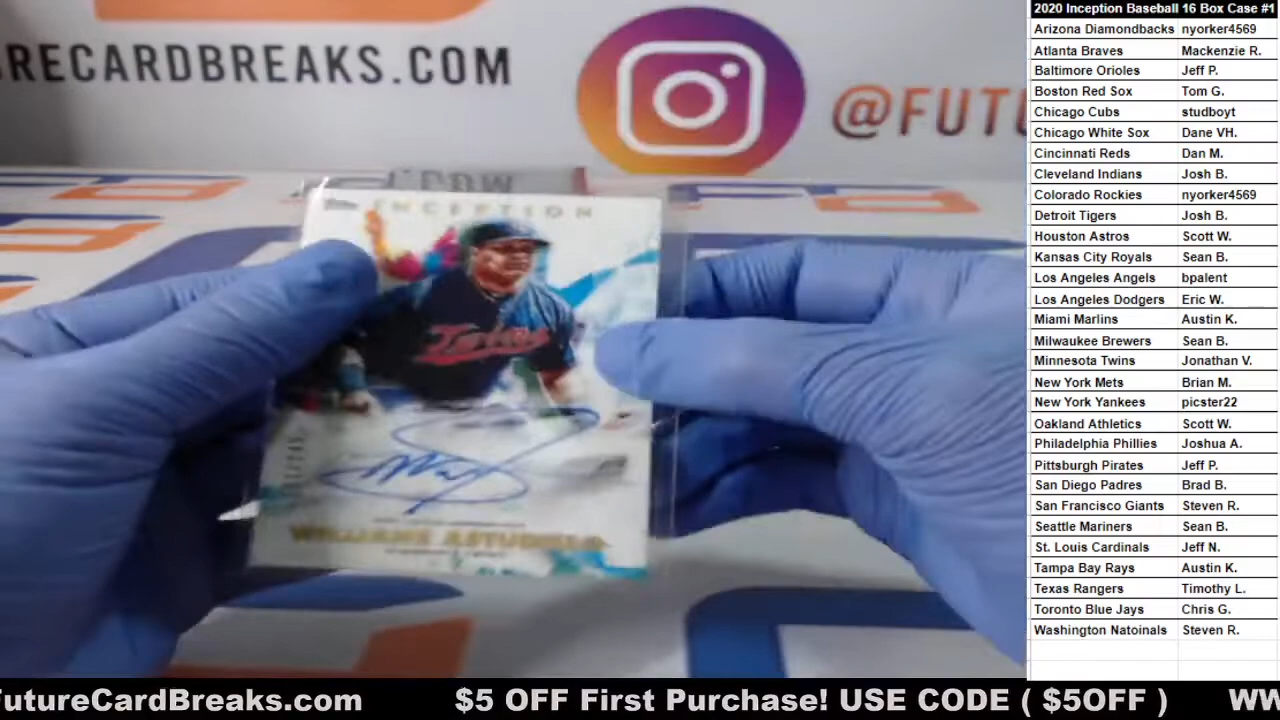 RECARDBREAKS.COM
@FUTU
INCEPTION
Twins
2020 Inception Baseball 16 Box Case #1
Arizona Diamondbacks nyorker4569
Atlanta Braves Mackenzie R.
Baltimore Orioles Jeff P.
Boston Red Sox Tom G.
Chicago Cubs studboyt
Chicago White Sox Dane VH.
Cincinnati Reds Dan M.
Cleveland Indians Josh B.
Colorado Rockies nyorker4569
Detroit Tigers Josh B.
Houston Astros Scott W.
Kansas City Royals Sean B.
Los Angeles Angels bpalent
Los Angeles Dodgers Eric W.
Miami Marlins Austin K.
Milwaukee Brewers Sean B.
Minnesota Twins Jonathan V.
New York Mets Brian M.
New York Yankees picster22
Oakland Athletics Scott W.
Philadelphia Phillies Joshua A.
Pittsburgh Pirates Jeff P.
San Diego Padres Brad B.
San Francisco Giants Steven R.
Seattle Mariners Sean B.
St. Louis Cardinals Jeff N.
Tampa Bay Rays Austin K.
Texas Rangers Timothy L.
Toronto Blue Jays Chris G.
Washington Natoinals Steven R.
FutureCardBreaks.com $5 OFF First Purchase! USE CODE ( $5OFF ) WW